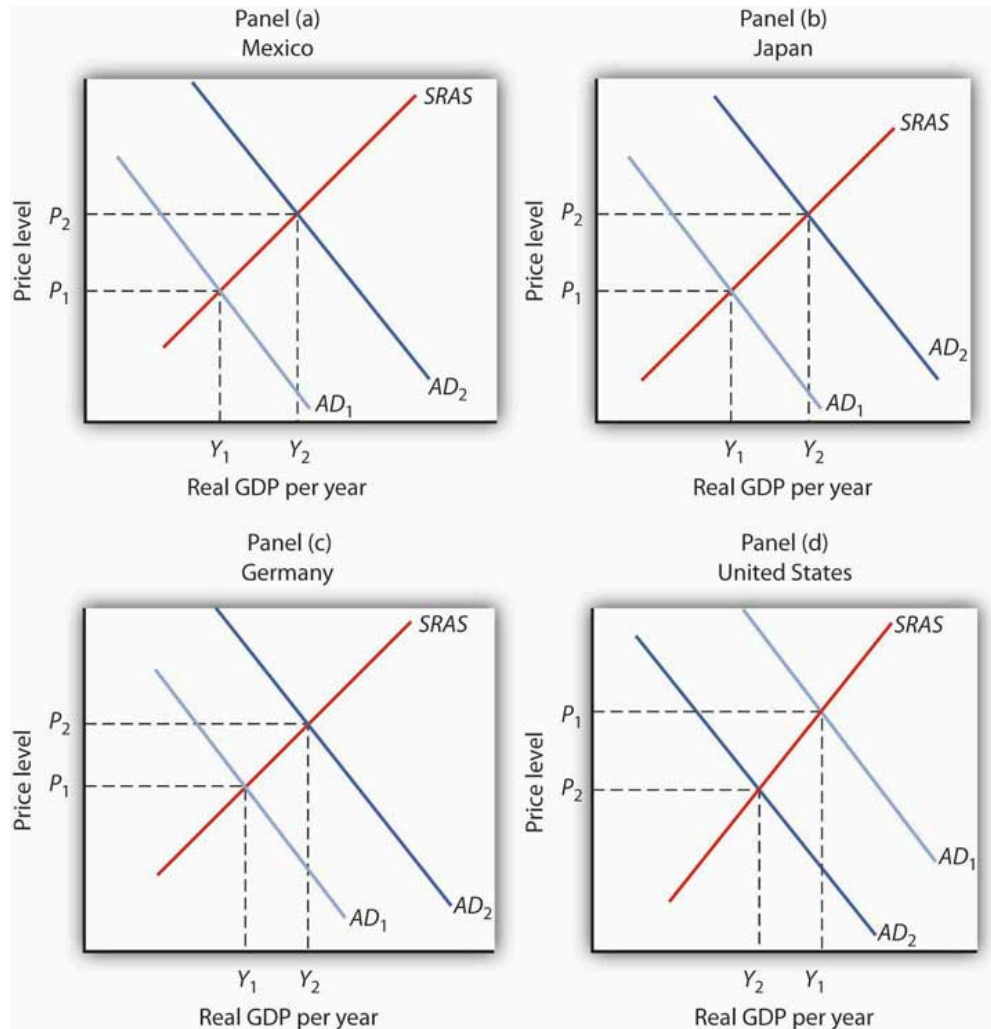 Panel (a)
Mexico
SRAS
P2
P1
Price level
AD1
AD2
Y1
Y2
Real GDP per year
Panel (b)
Japan
SRAS
P2
P1
Price level
AD2
AD1
Y1
Y2
Real GDP per year
Panel (c)
Germany
SRAS
P2
P1
Price level
AD1
AD2
Y1
Y2
Real GDP per year
Panel (d)
United States
SRAS
P1
P2
Price level
AD1
AD2
Y2
Y1
Real GDP per year